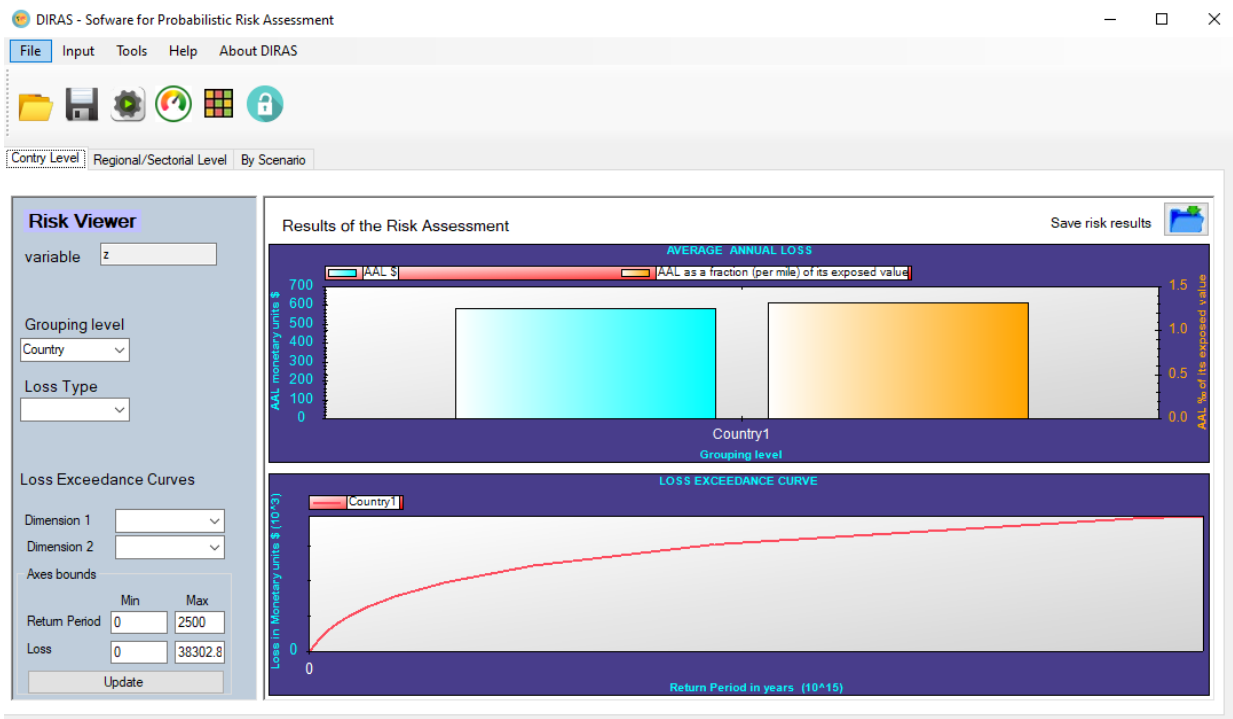 DIRAS - Sofware for Probabilistic Risk Assessment
File Input Tools Help About DIRAS
Contry Level Regional/Sectorial Level By Scenario
Risk Viewer
variable z
Grouping level
Country
Loss Type
Loss Exceedance Curves
Dimension 1
Dimension 2
Axes bounds
Min Max
Return Period 0 2500
Loss 0 38302.8
Update
Results of the Risk Assessment
Save risk results
AVERAGE ANNUAL LOSS
AAL $ AAL as a fraction (per mile) of its exposed value
AAL monetary units $
700
600
500
400
300
200
100
0
1.5
1.0
0.5
0.0
AAL ‰ of its exposed value
Country1
Grouping level
LOSS EXCEEDANCE CURVE
Country1
Loss in Monetary units $ (10^3)
0
0
Return Period in years (10^15)